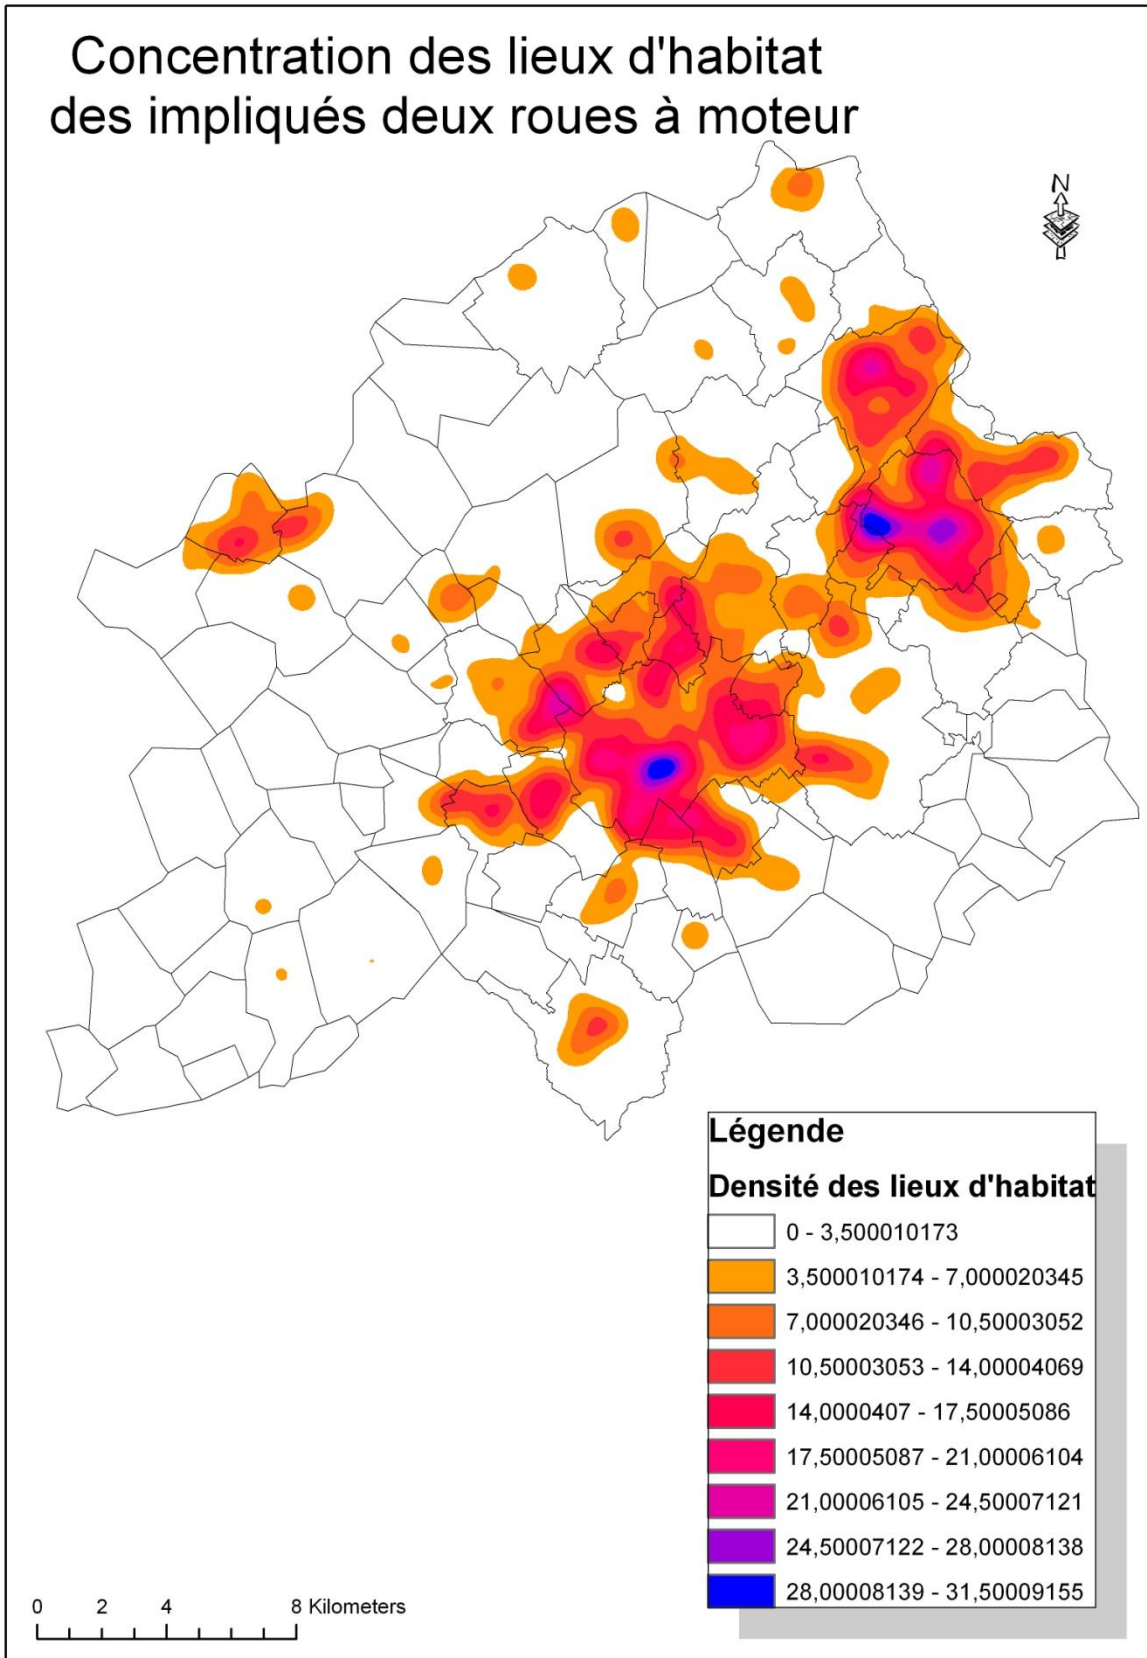 Concentration des lieux d'habitat
des impliqués deux roues à moteur
N
Légende
Densité des lieux d'habitat
0 - 3,500010173
3,500010174 - 7,000020345
7,000020346 - 10,50003052
10,50003053 - 14,00004069
14,0000407 - 17,50005086
17,50005087 - 21,00006104
21,00006105 - 24,50007121
24,50007122 - 28,00008138
28,00008139 - 31,50009155
0 2 4 8 Kilometers